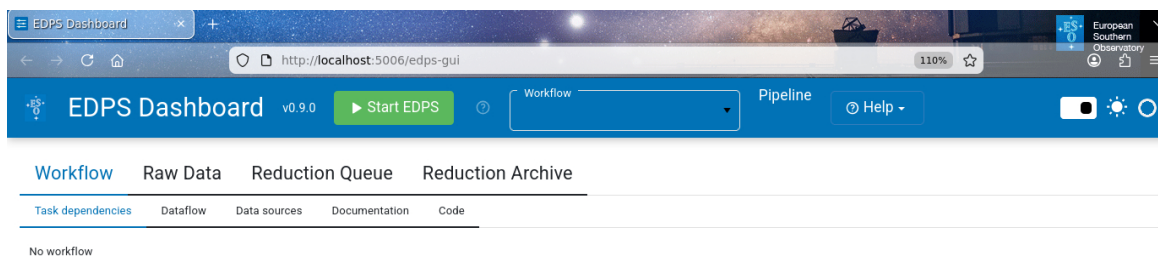 EDPS Dashboard
European
Southern
Observatory
http://localhost:5006/edps-gui
110%
EDPS Dashboard v0.9.0 Start EDPS Workflow Pipeline Help
Workflow Raw Data Reduction Queue Reduction Archive
Task dependencies Dataflow Data sources Documentation Code
No workflow